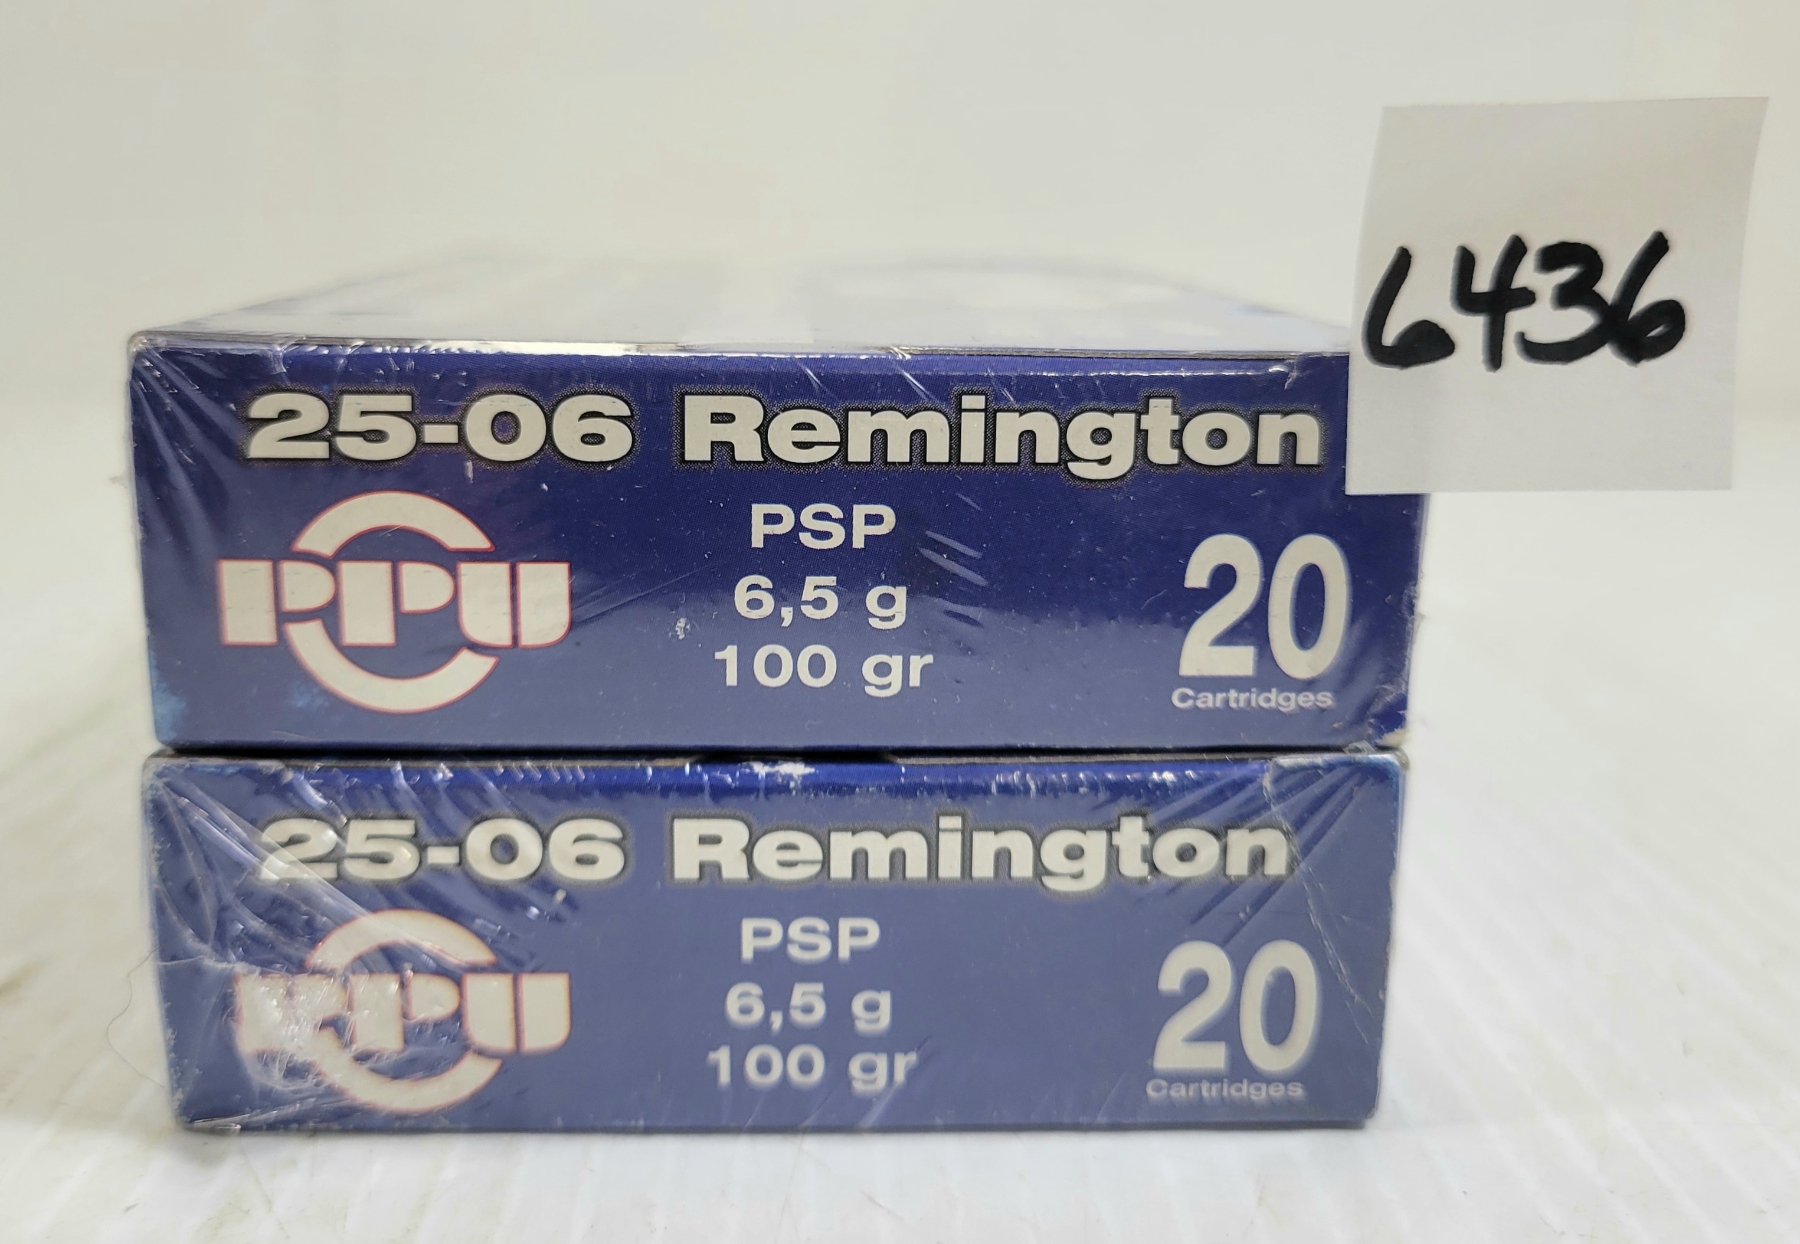 6436
25-06 Remington
PPU
PSP
6,5 g
100 gr
20
Cartridges
25-06 Remington
PPU
PSP
6,5 g
100 gr
20
Cartridges